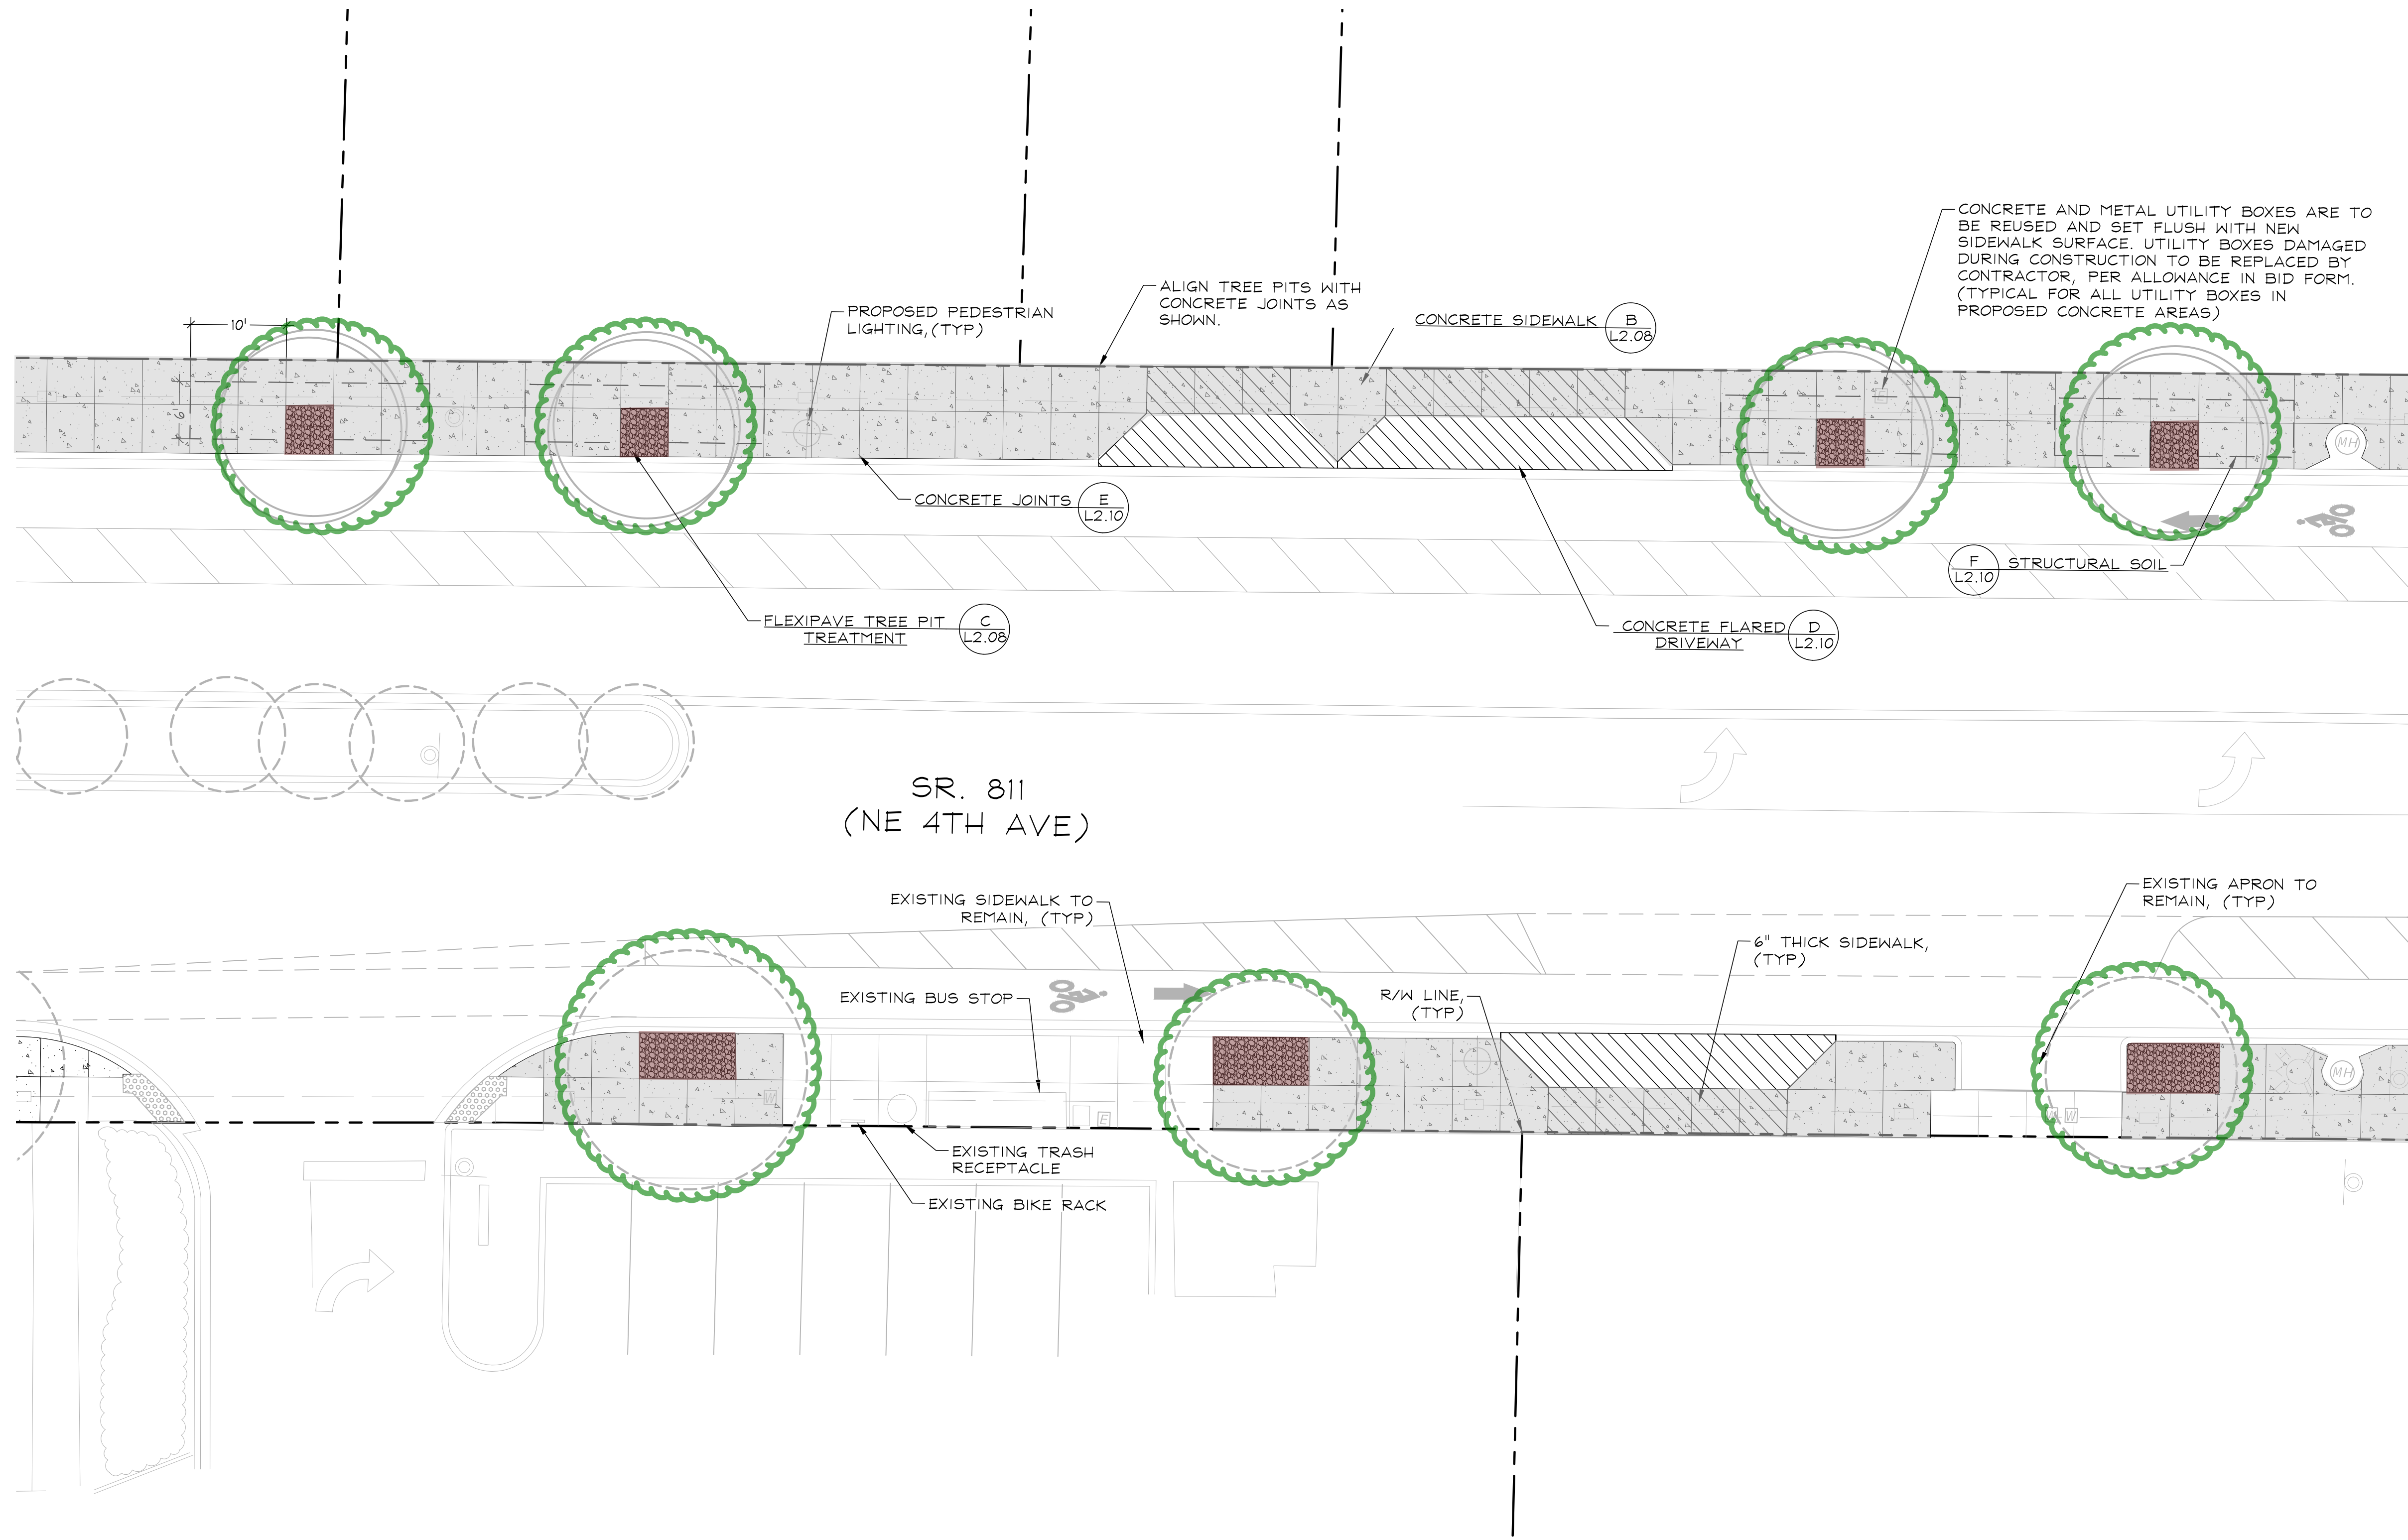 CONCRETE AND METAL UTILITY BOXES ARE TO
BE REUSED AND SET FLUSH WITH NEW
SIDEWALK SURFACE. UTILITY BOXES DAMAGED
DURING CONSTRUCTION TO BE REPLACED BY
CONTRACTOR, PER ALLOWANCE IN BID FORM.
(TYPICAL FOR ALL UTILITY BOXES IN
PROPOSED CONCRETE AREAS)
ALIGN TREE PITS WITH
CONCRETE JOINTS AS
SHOWN.
PROPOSED PEDESTRIAN
LIGHTING, (TYP)
CONCRETE SIDEWALK
B
L2.08
10'
6'
MH
CONCRETE JOINTS
E
L2.10
F
L2.10
STRUCTURAL SOIL
FLEXIPAVE TREE PIT
TREATMENT
C
L2.08
CONCRETE FLARED
DRIVEWAY
D
L2.10
SR. 811
(NE 4TH AVE)
EXISTING SIDEWALK TO
REMAIN, (TYP)
EXISTING APRON TO
REMAIN, (TYP)
6" THICK SIDEWALK,
(TYP)
EXISTING BUS STOP
R/W LINE,
(TYP)
MH
W
E
W
W
EXISTING TRASH
RECEPTACLE
EXISTING BIKE RACK